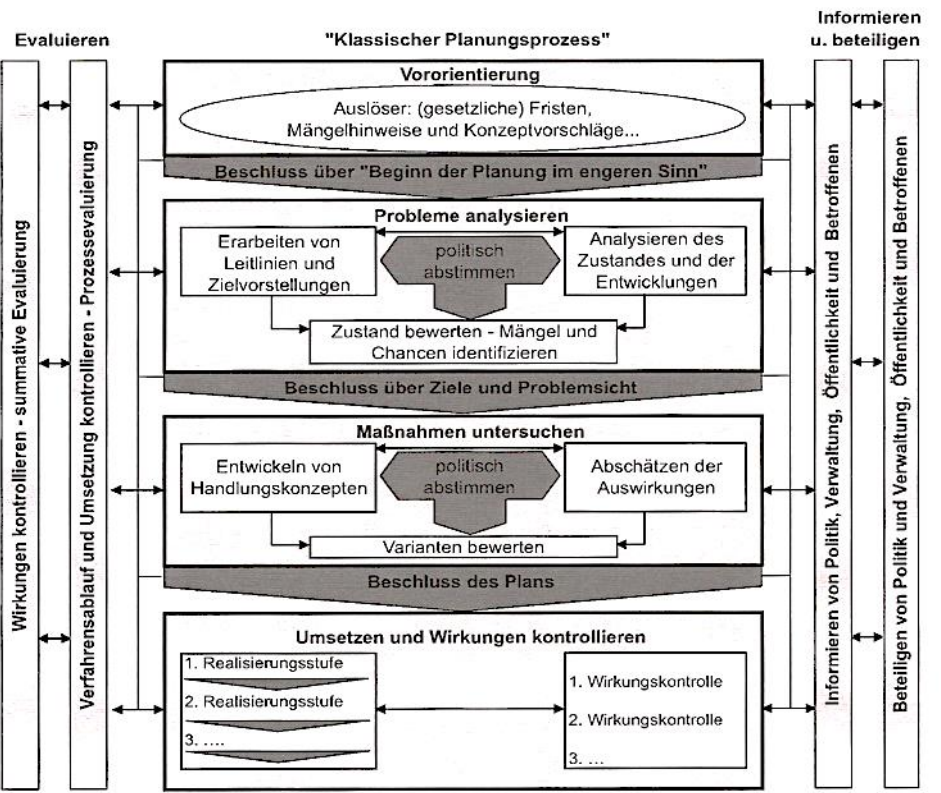 Evaluieren
"Klassischer Planungsprozess"
Informieren
u. beteiligen
Wirkungen kontrollieren - summative Evaluierung
Verfahrensablauf und Umsetzung kontrollieren - Prozessevaluierung
Vororientierung
Auslöser: (gesetzliche) Fristen,
Mängelhinweise und Konzeptvorschläge...
Beschluss über "Beginn der Planung im engeren Sinn"
Probleme analysieren
Erarbeiten von
Leitlinien und
Zielvorstellungen
politisch
abstimmen
Analysieren des
Zustandes und der
Entwicklungen
Zustand bewerten - Mängel und
Chancen identifizieren
Beschluss über Ziele und Problemsicht
Maßnahmen untersuchen
Entwickeln von
Handlungskonzepten
politisch
abstimmen
Abschätzen der
Auswirkungen
Varianten bewerten
Beschluss des Plans
Umsetzen und Wirkungen kontrollieren
1. Realisierungsstufe
2. Realisierungsstufe
3. ....
1. Wirkungskontrolle
2. Wirkungskontrolle
3. ...
Informieren von Politik, Verwaltung, Öffentlichkeit und Betroffenen
Beteiligen von Politik und Verwaltung, Öffentlichkeit und Betroffenen